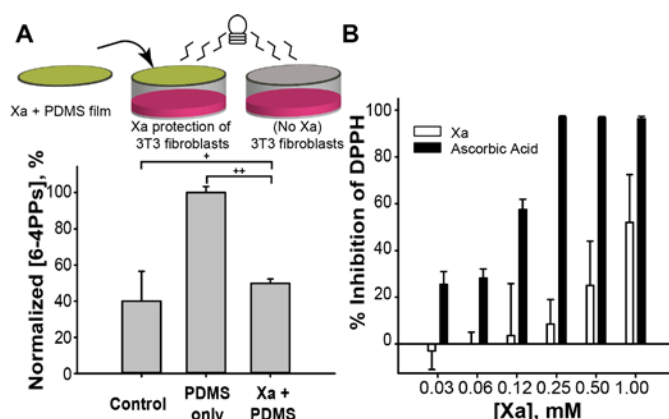 A
Xa + PDMS film
Xa protection of
3T3 fibroblasts
(No Xa)
3T3 fibroblasts
Normalized [6-4PPs], %
100
80
60
40
20
0
+
++
Control
PDMS
only
Xa +
PDMS
B
% Inhibition of DPPH
100
80
60
40
20
0
Xa
Ascorbic Acid
0.03
0.06
0.12
0.25
0.50
1.00
[Xa], mM